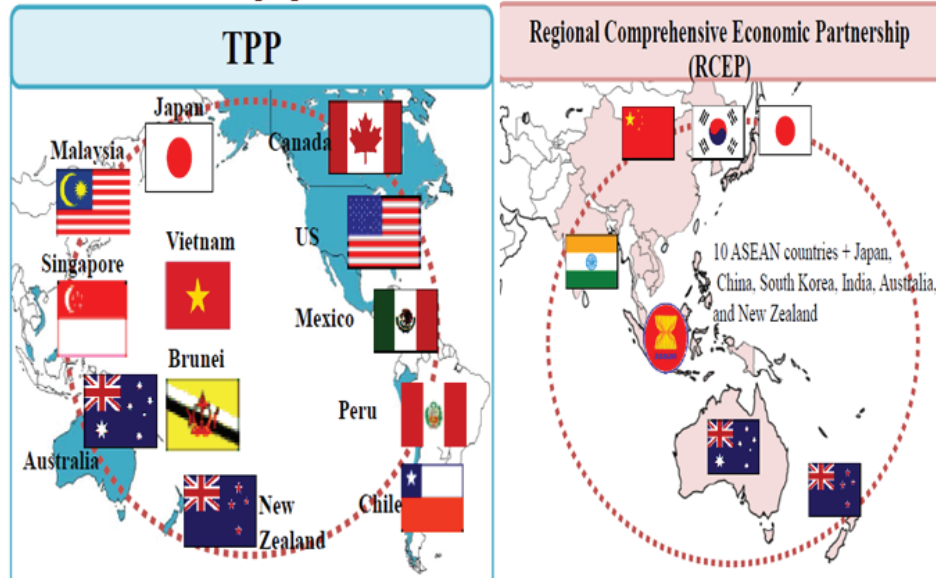 TPP
Japan
Canada
Malaysia
Vietnam
US
Singapore
Mexico
Brunei
Peru
Australia
New
Zealand
Chile
Regional Comprehensive Economic Partnership
(RCEP)
10 ASEAN countries + Japan,
China, South Korea, India, Australia,
and New Zealand